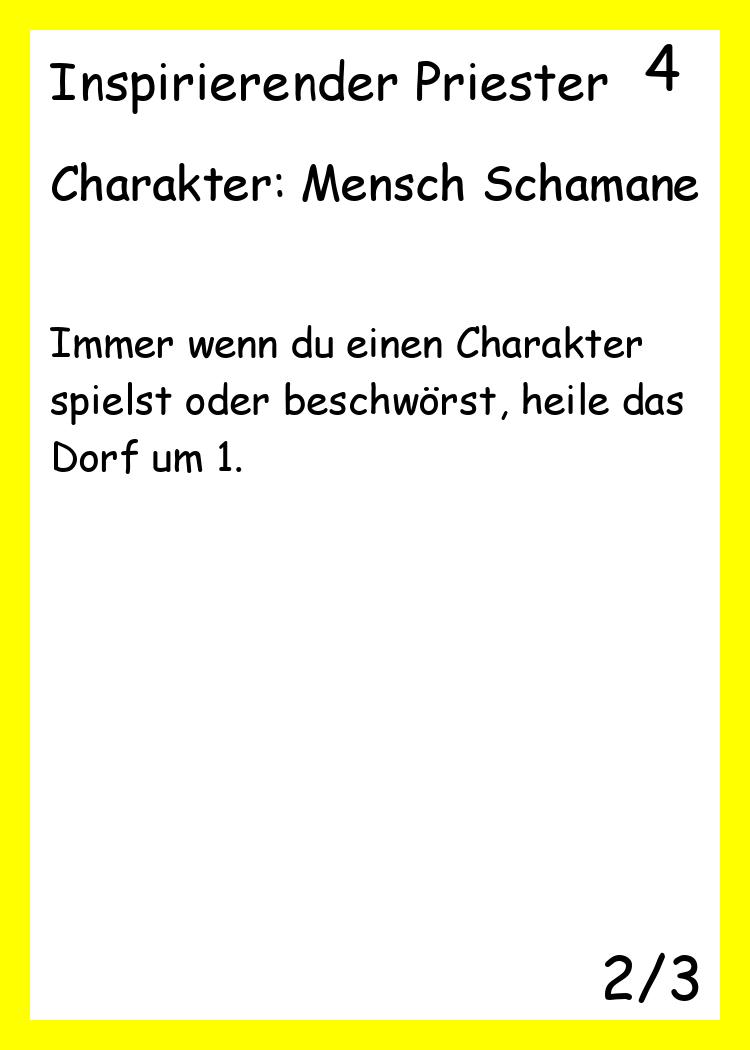 Inspirierender Priester 4
Charakter: Mensch Schamane
Immer wenn du einen Charakter
spielst oder beschwörst, heile das
Dorf um 1.
2/3